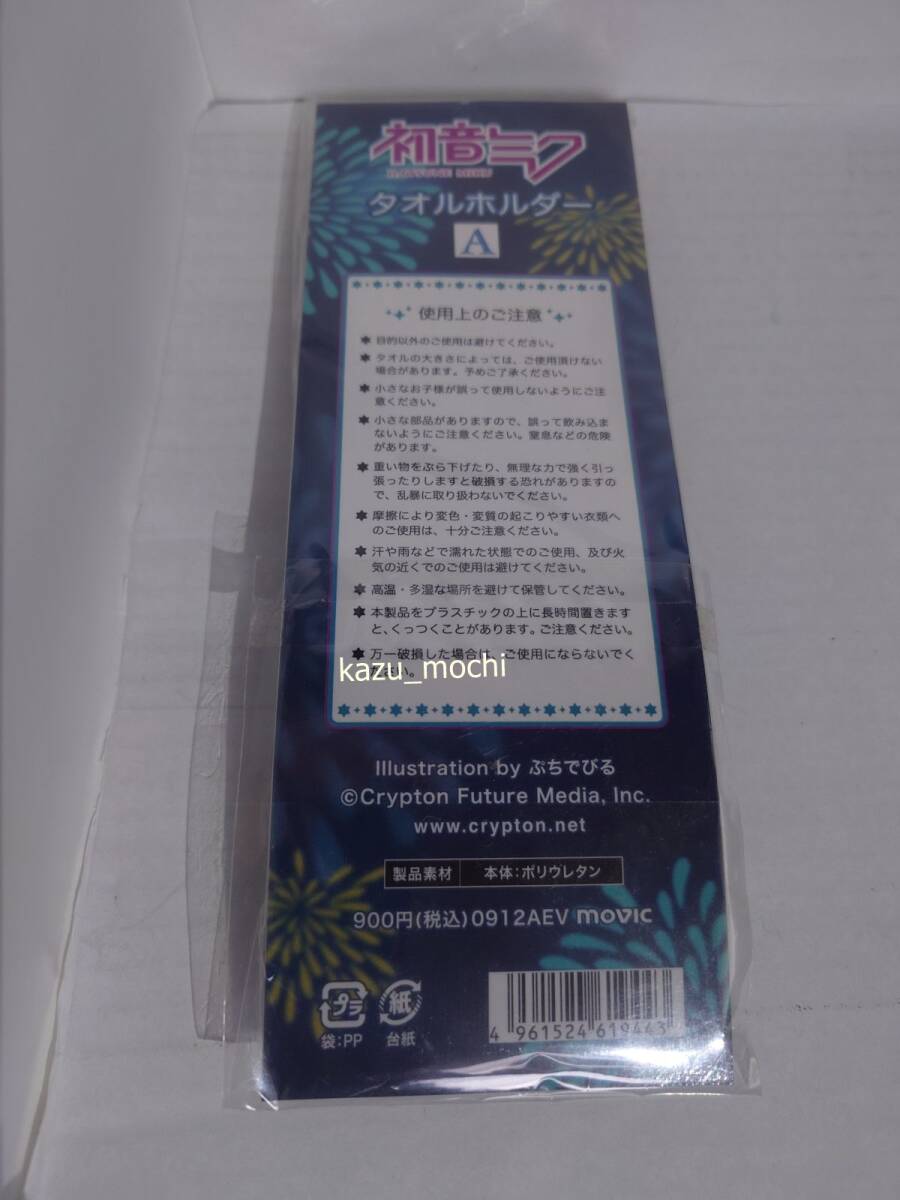 初音ミク
HATSUNE MIKU
タオルホルダー
A
使用上のご注意
目的以外のご使用は避けてください。
タオルの大きさによっては、ご使用頂けない
場合があります。予めご了承ください。
小さなお子様が誤って使用しないようにご注
意ください。
小さな部品がありますので、誤って飲み込ま
ないようにご注意ください。窒息などの危険
があります。
重い物をぶら下げたり、無理な力で強く引っ
張ったりしますと破損する恐れがありますの
で、乱暴に取り扱わないでください。
摩擦により変色・変質の起こりやすい衣類へ
のご使用は、十分ご注意ください。
汗や雨などで濡れた状態でのご使用、及び火
気の近くでのご使用は避けてください。
高温・多湿な場所を避けて保管してください。
本製品をプラスチックの上に長時間置きます
と、くっつくことがあります。ご注意ください。
万一破損した場合は、ご使用にならないでく
ださい。
kazu_mochi
Illustration by ぷちでびる
©Crypton Future Media, Inc.
www.crypton.net
製品素材 本体:ポリウレタン
900円(税込)0912AEV movic
プラ 紙
袋:PP 台紙
4 961524 619443